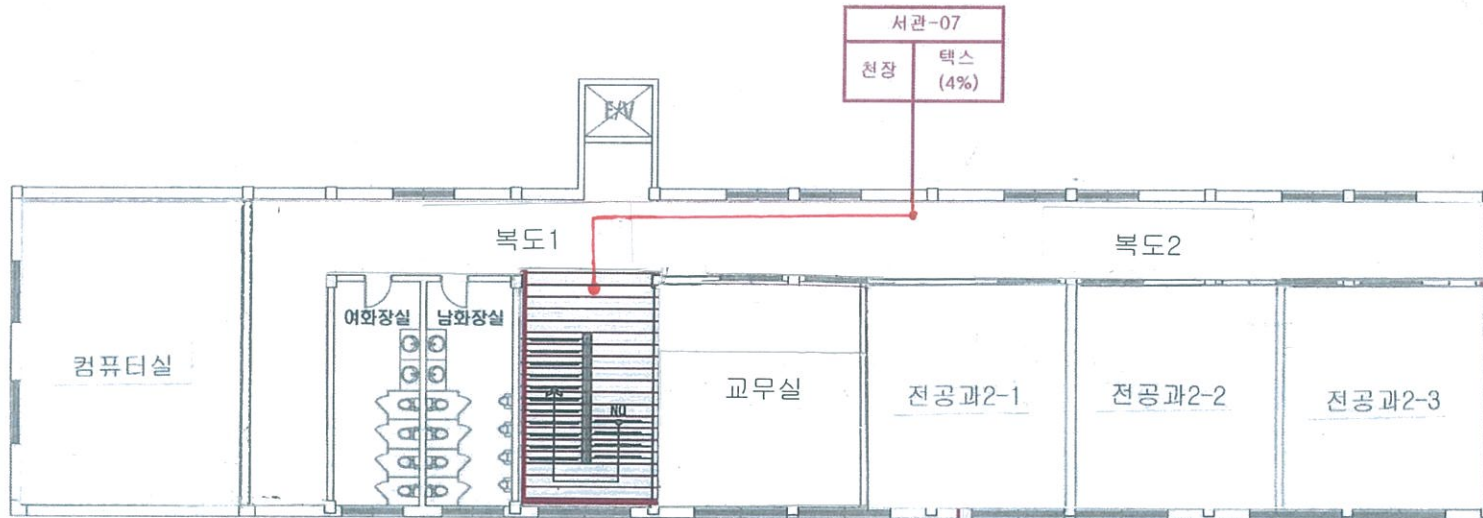 서관-07
천장
텍스
(4%)
E/V
복도1
복도2
여화장실
남화장실
컴퓨터실
교무실
전공과2-1
전공과2-2
전공과2-3